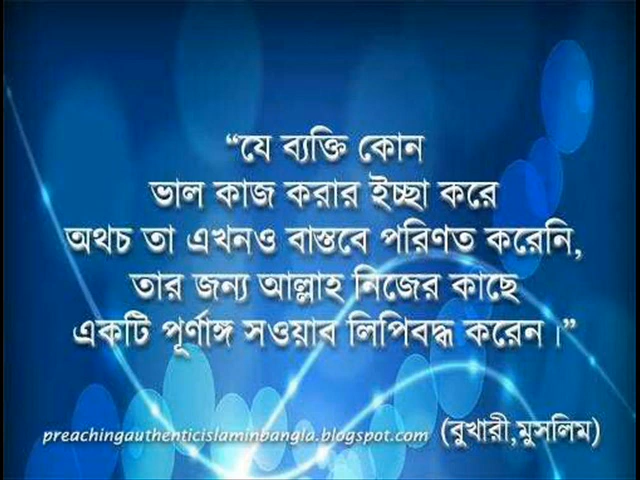 “যে ব্যক্তি কোন
ভাল কাজ করার ইচ্ছা করে
অথচ তা এখনও বাস্তবে পরিণত করেনি,
তার জন্য আল্লাহ নিজের কাছে
একটি পূর্ণাঙ্গ সওয়াব লিপিবদ্ধ করেন।”
preachingauthenticislaminbangla.blogspot.com (বুখারী,মুসলিম)